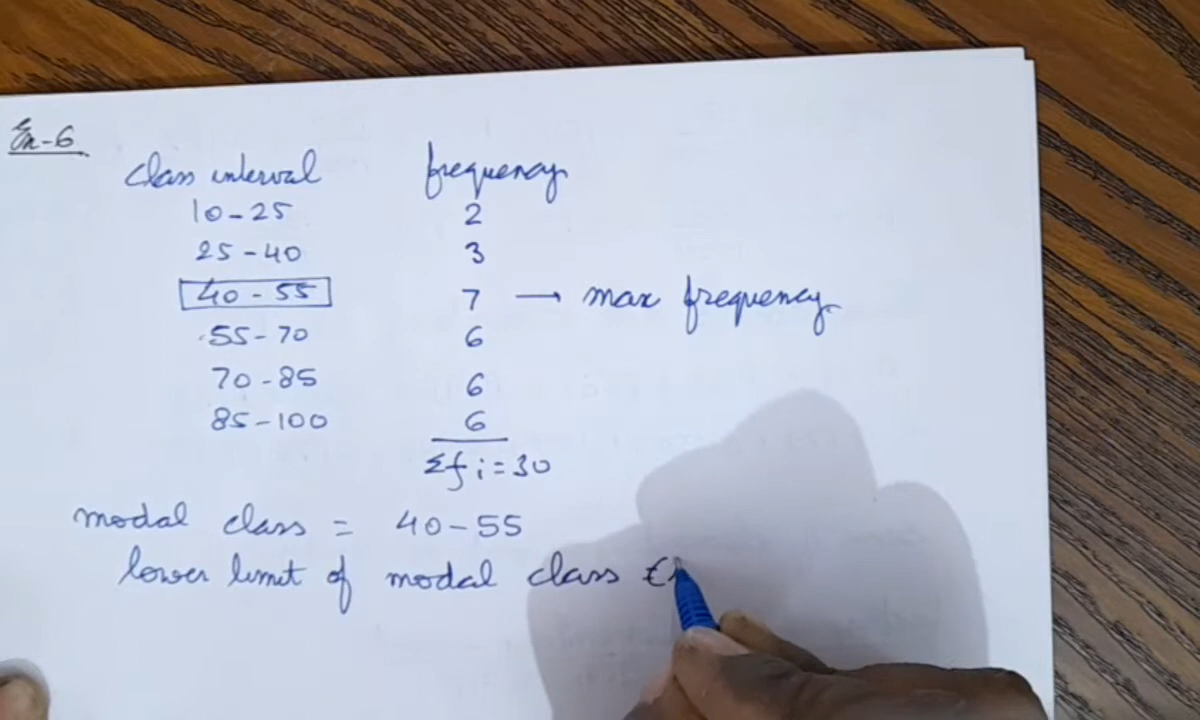 Ex-6
class interval frequency
10-25 2
25-40 3
40-55 7 → max frequency
55-70 6
70-85 6
85-100 6
Σfi=30
modal class = 40-55
lower limit of modal class